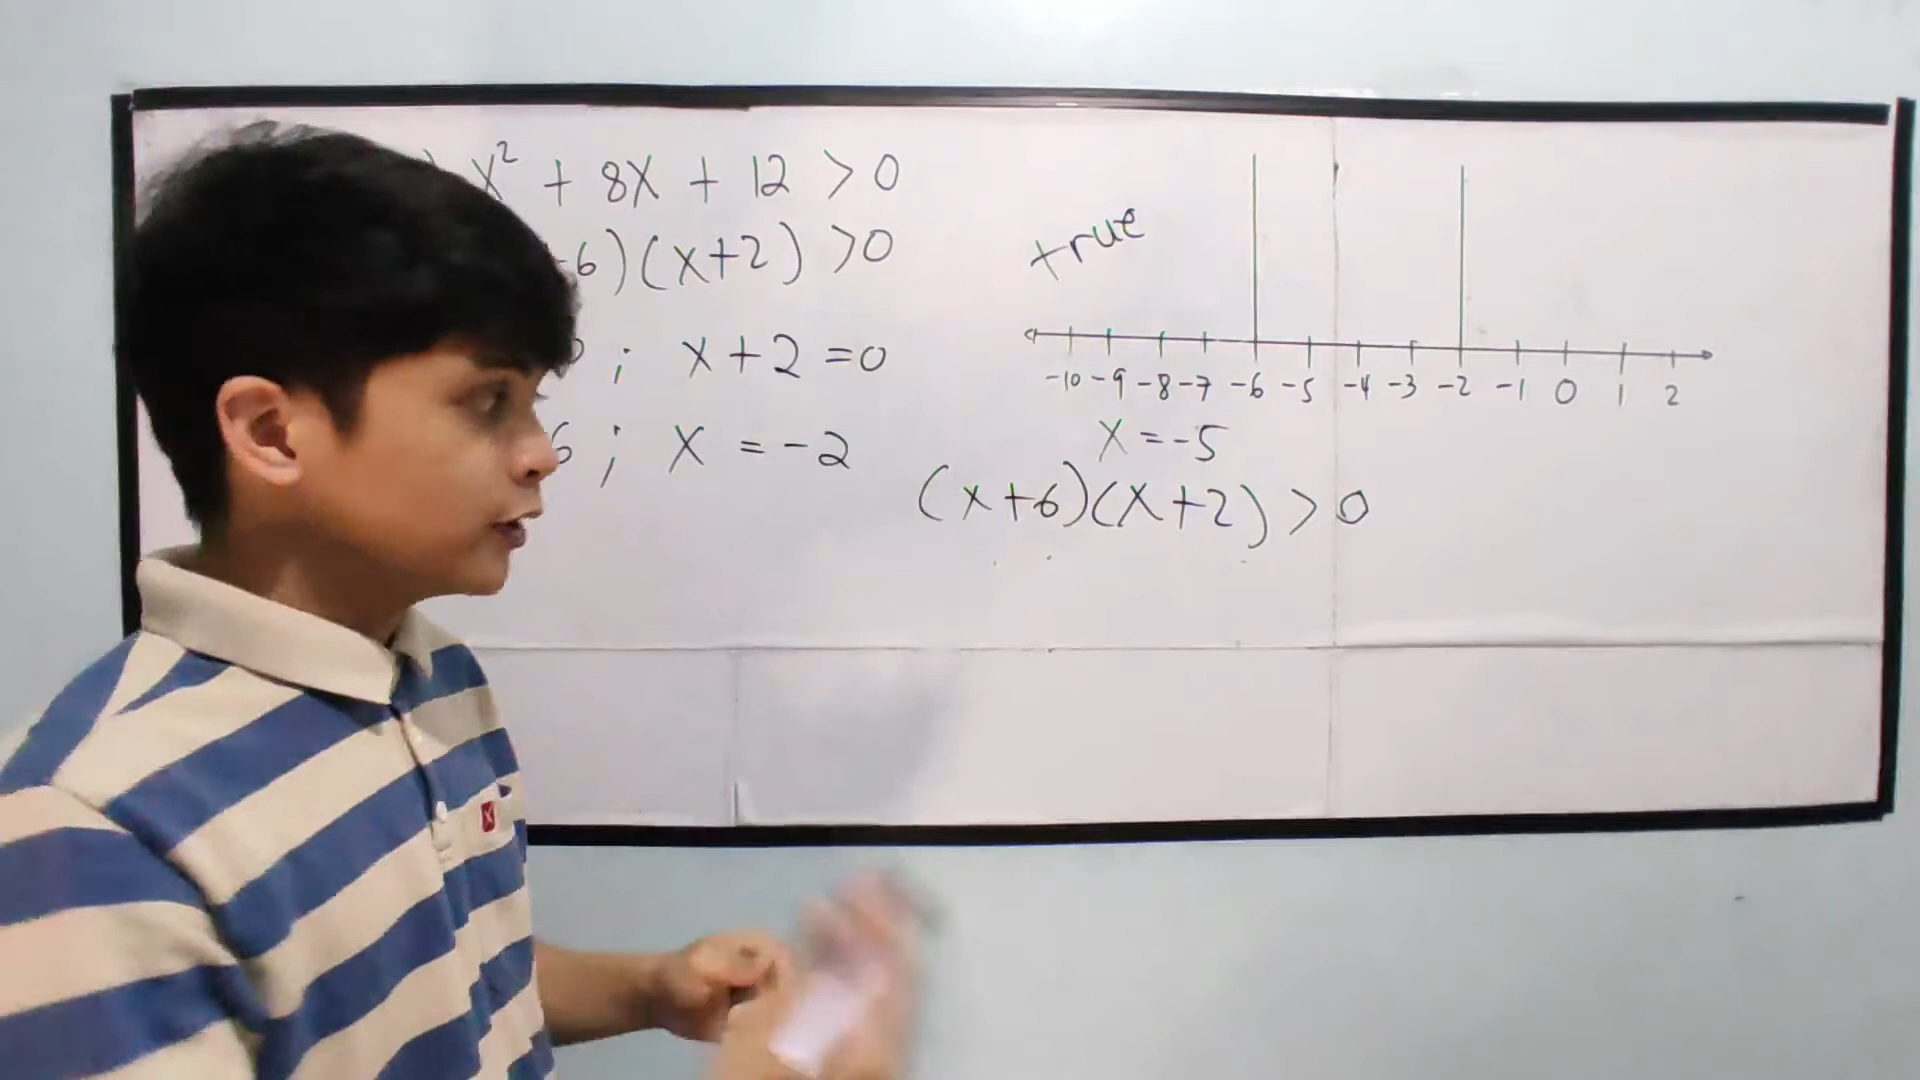 x² + 8x + 12 > 0
6)(x+2) > 0
; x+2 = 0
6 ; x = -2
true
-10 -9 -8 -7 -6 -5 -4 -3 -2 -1 0 1 2
x = -5
(x+6)(x+2) > 0